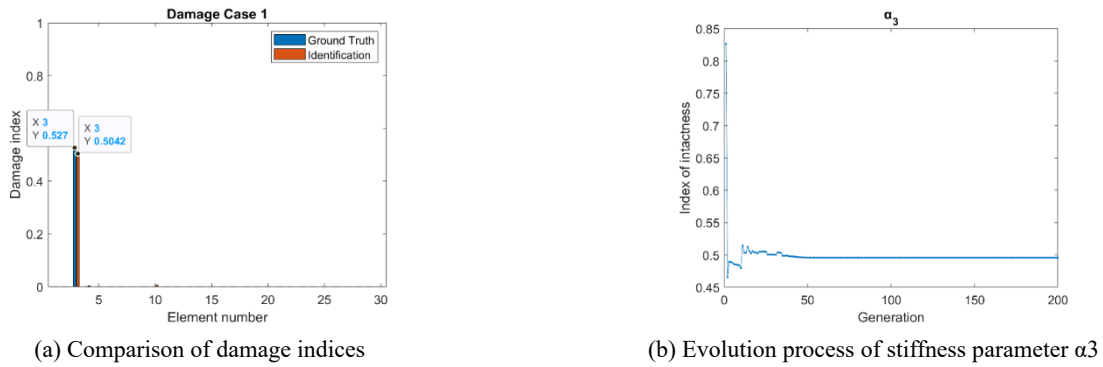 Damage Case 1
1
0.8
0.6
0.4
0.2
0
Damage index
Ground Truth
Identification
X 3
Y 0.527
X 3
Y 0.5042
5
10
15
20
25
30
Element number
(a) Comparison of damage indices
α3
0.85
0.8
0.75
0.7
0.65
0.6
0.55
0.5
0.45
Index of intactness
0
50
100
150
200
Generation
(b) Evolution process of stiffness parameter α3